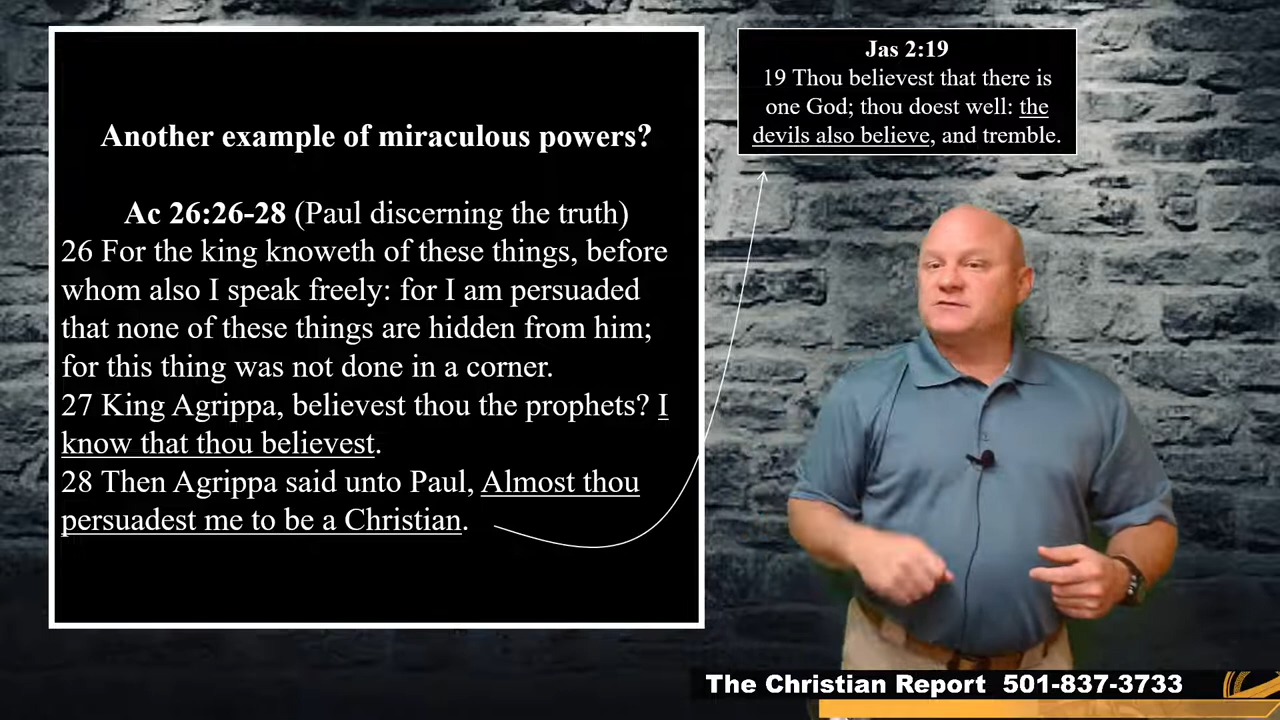 Another example of miraculous powers?
Ac 26:26-28 (Paul discerning the truth)
26 For the king knoweth of these things, before
whom also I speak freely: for I am persuaded
that none of these things are hidden from him;
for this thing was not done in a corner.
27 King Agrippa, believest thou the prophets? I
know that thou believest.
28 Then Agrippa said unto Paul, Almost thou
persuadest me to be a Christian.
Jas 2:19
19 Thou believest that there is
one God; thou doest well: the
devils also believe, and tremble.
The Christian Report 501-837-3733